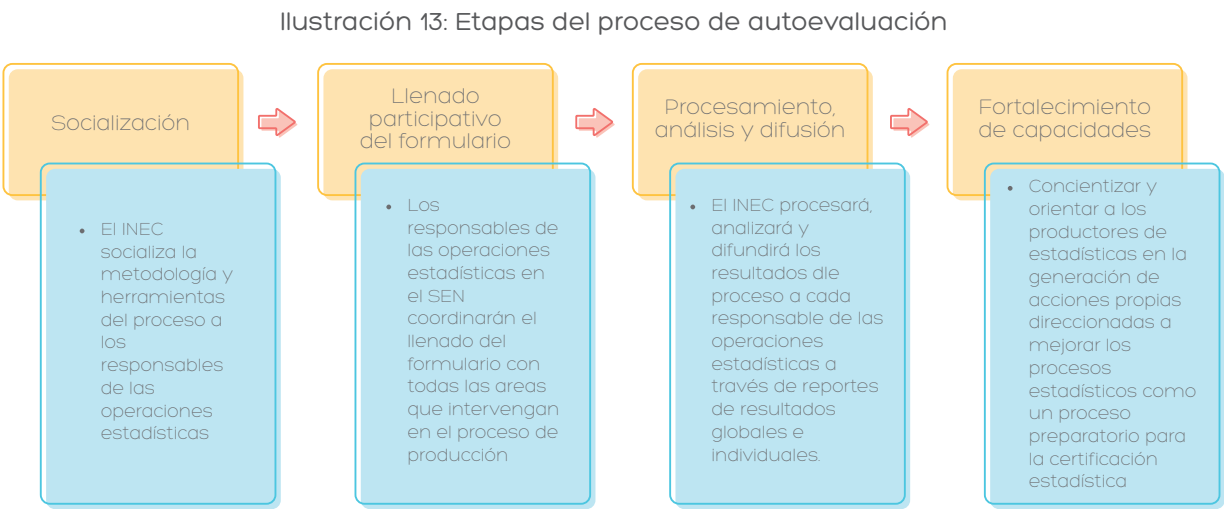 Ilustración 13: Etapas del proceso de autoevaluación
Socialización
El INEC
socializa la
metodología y
herramientas
del proceso a
los
responsables
de las
operaciones
estadísticas
Llenado
participativo
del formulario
Los
responsables de
las operaciones
estadísticas en
el SEN
coordinarán el
llenado del
formulario con
todas las areas
que intervengan
en el proceso de
producción
Procesamiento,
análisis y difusión
El INEC procesará,
analizará y
difundirá los
resultados dle
proceso a cada
responsable de las
operaciones
estadísticas a
través de reportes
de resultados
globales e
individuales.
Fortalecimiento
de capacidades
Concientizar y
orientar a los
productores de
estadísticas en la
generación de
acciones propias
direccionadas a
mejorar los
procesos
estadísticos como
un proceso
preparatorio para
la certificación
estadística